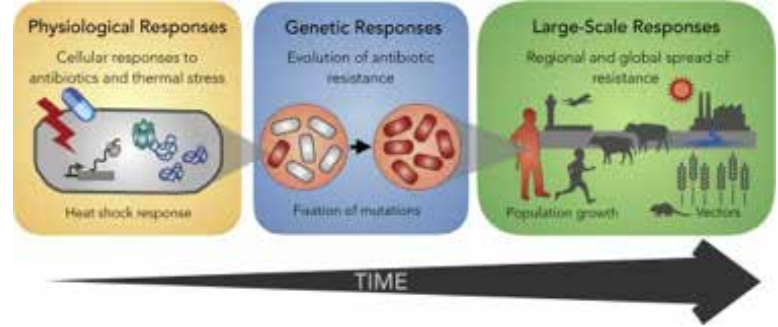 Physiological Responses
Cellular responses to
antibiotics and thermal stress
Heat shock response
Genetic Responses
Evolution of antibiotic
resistance
Fixation of mutations
Large-Scale Responses
Regional and global spread of
resistance
Population growth
Vectors
TIME